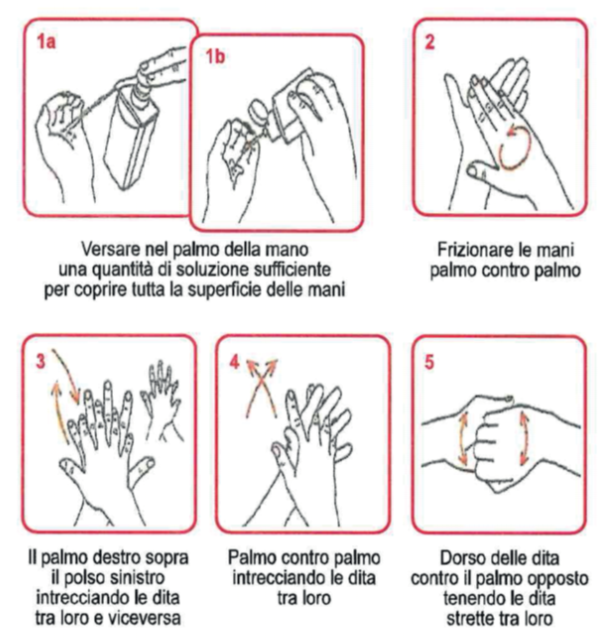 1a
1b
Versare nel palmo della mano
una quantità di soluzione sufficiente
per coprire tutta la superficie delle mani
2
Frizionare le mani
palmo contro palmo
3
Il palmo destro sopra
il polso sinistro
intrecciando le dita
tra loro e viceversa
4
Palmo contro palmo
intrecciando le dita
tra loro
5
Dorso delle dita
contro il palmo opposto
tenendo le dita
strette tra loro